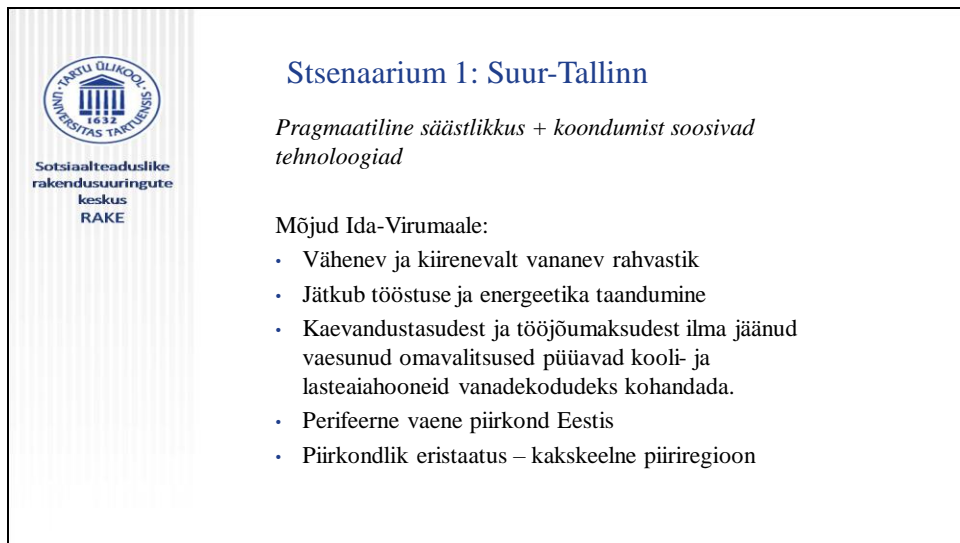 TARTU ÜLIKOOL
UNIVERSITAS TARTUENSIS
1632
Sotsiaalteaduslike
rakendusuuringute
keskus
RAKE
Stsenaarium 1: Suur-Tallinn
Pragmaatiline säästlikkus + koondumist soosivad
tehnoloogiad
Mõjud Ida-Virumaale:
• Vähenev ja kiirenevalt vananev rahvastik
• Jätkub tööstuse ja energeetika taandumine
• Kaevandustasudest ja tööjõumaksudest ilma jäänud
vaesunud omavalitsused püüavad kooli- ja
lasteaiahooneid vanadekodudeks kohandada.
• Perifeerne vaene piirkond Eestis
• Piirkondlik eristaatus – kakskeelne piiriregioon